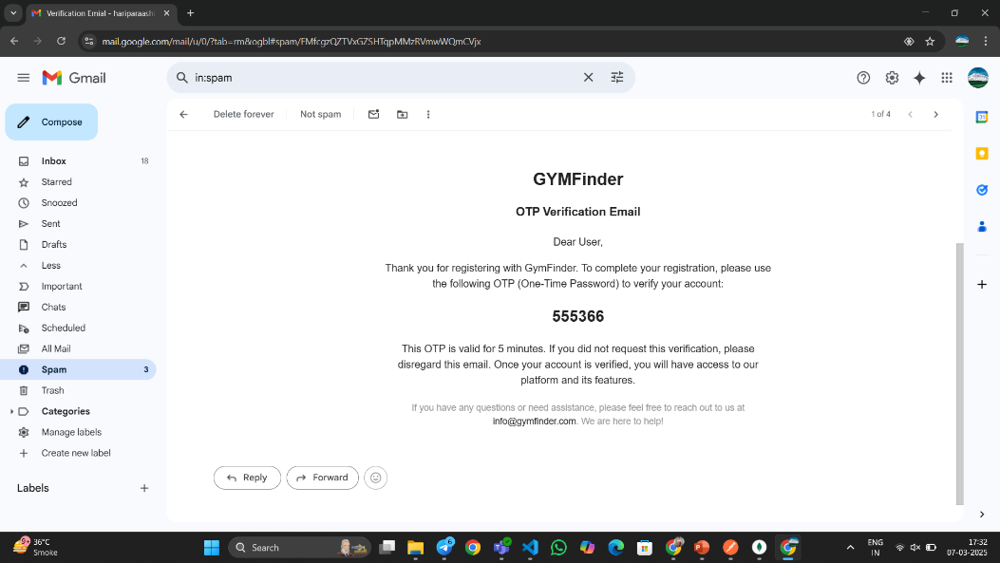 Verification Emial - hariparaash
mail.google.com/mail/u/0/?tab=rm&ogbl#spam/FMfcgzQZTVxGZSHTqpMMzRVmwWQmCVjx
Gmail
in:spam
Compose
Delete forever
Not spam
1 of 4
Inbox 18
Starred
Snoozed
Sent
Drafts
Less
Important
Chats
Scheduled
All Mail
Spam 3
Trash
Categories
Manage labels
Create new label
Labels
GYMFinder
OTP Verification Email
Dear User,
Thank you for registering with GymFinder. To complete your registration, please use
the following OTP (One-Time Password) to verify your account:
555366
This OTP is valid for 5 minutes. If you did not request this verification, please
disregard this email. Once your account is verified, you will have access to our
platform and its features.
If you have any questions or need assistance, please feel free to reach out to us at
info@gymfinder.com. We are here to help!
Reply
Forward
36°C
Smoke
Search
ENG
IN
17:32
07-03-2025